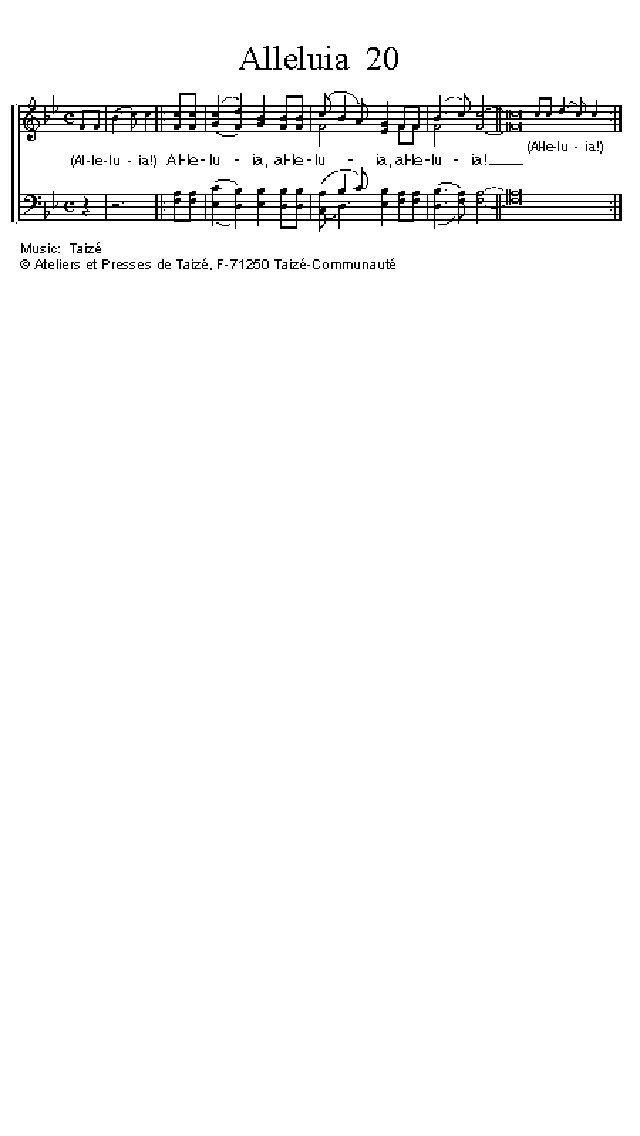 Alleluia 20
(Al-le-lu - ia!) Al-le-lu - ia, al-le-lu - ia, al-le-lu - ia!____ (Al-le-lu - ia!)
Music: Taizé
© Ateliers et Presses de Taizé, F-71250 Taizé-Communauté